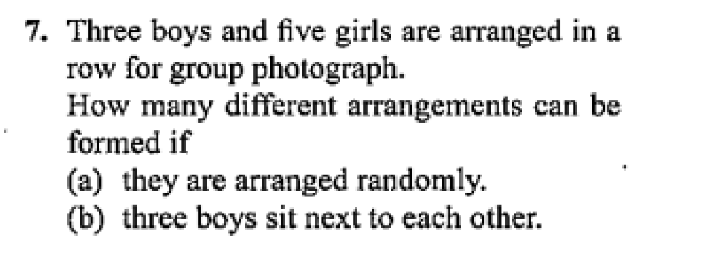 7. Three boys and five girls are arranged in a
row for group photograph.
How many different arrangements can be
formed if
(a) they are arranged randomly.
(b) three boys sit next to each other.